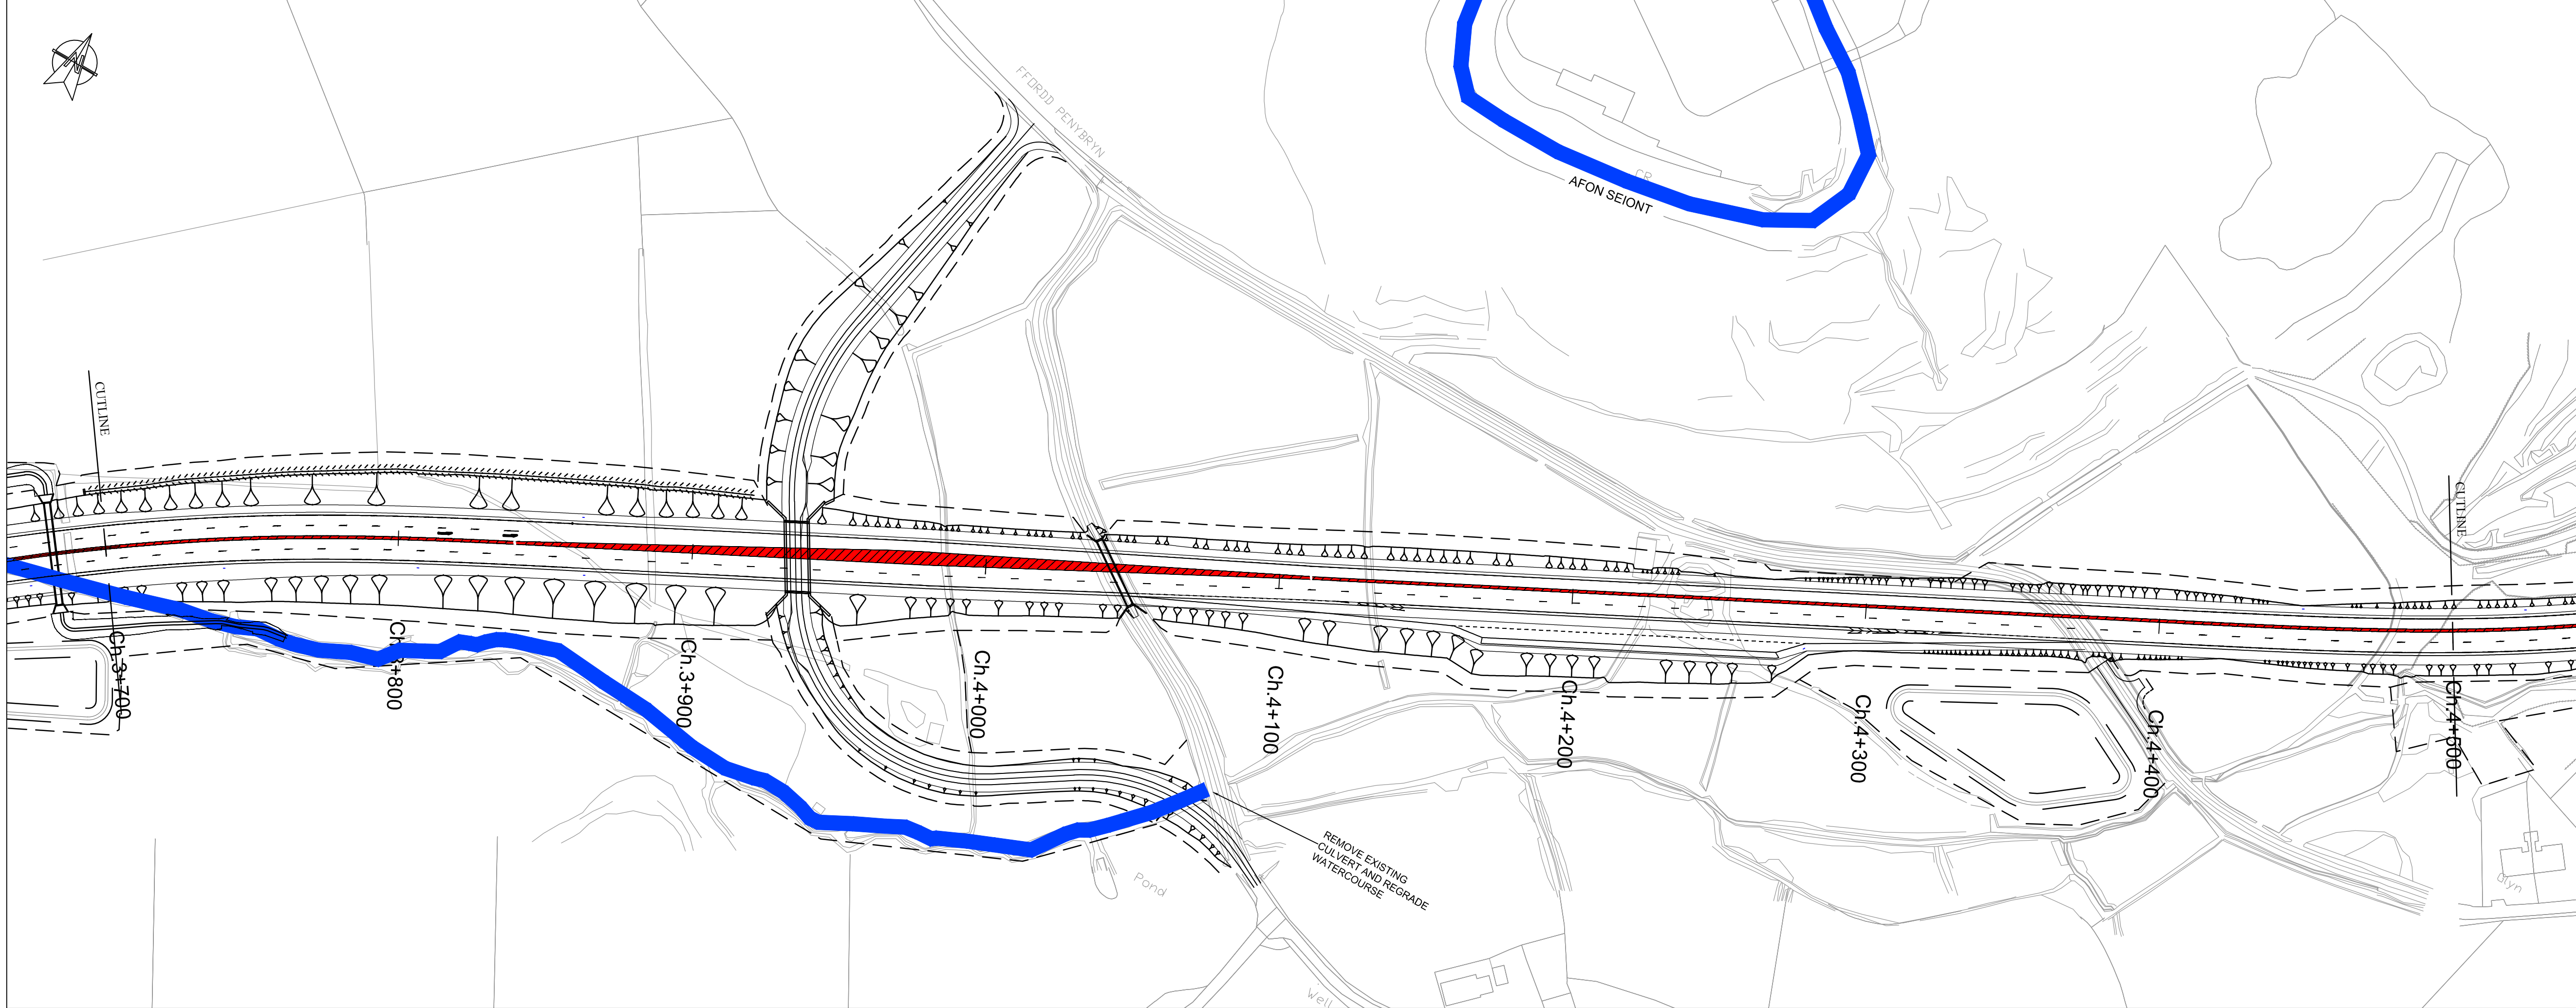 FFORDD PENYBRYN
CR
AFON SEIONT
CUTLINE
CUTLINE
Ch.3+700
Ch.3+800
Ch.3+900
Ch.4+000
Ch.4+100
Ch.4+200
Ch.4+300
Ch.4+400
Ch.4+500
REMOVE EXISTING
CULVERT AND REGRADE
WATERCOURSE
Pond
Glyn
Well